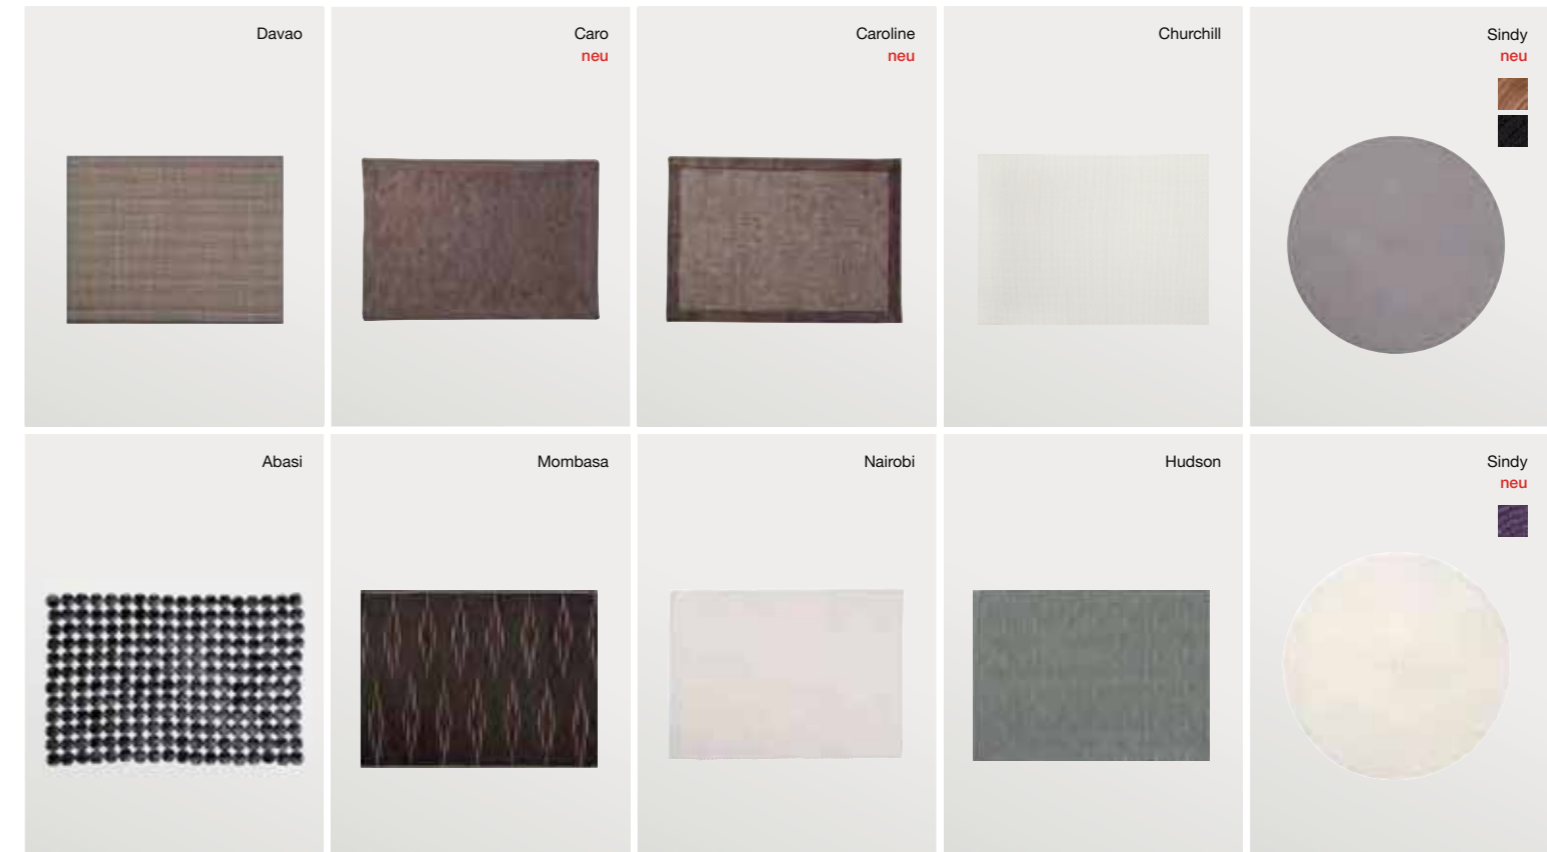 Davao
Caro
neu
Caroline
neu
Churchill
Sindy
neu
Abasi
Mombasa
Nairobi
Hudson
Sindy
neu